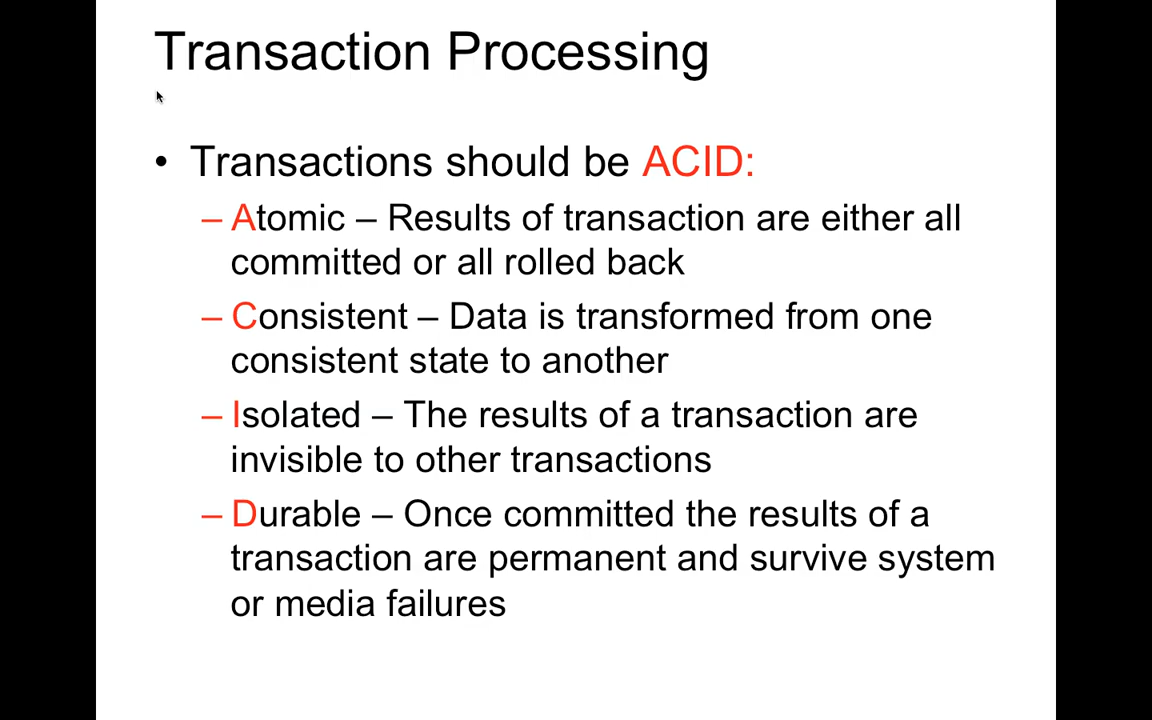 Transaction Processing
• Transactions should be ACID:
– Atomic – Results of transaction are either all
committed or all rolled back
– Consistent – Data is transformed from one
consistent state to another
– Isolated – The results of a transaction are
invisible to other transactions
– Durable – Once committed the results of a
transaction are permanent and survive system
or media failures